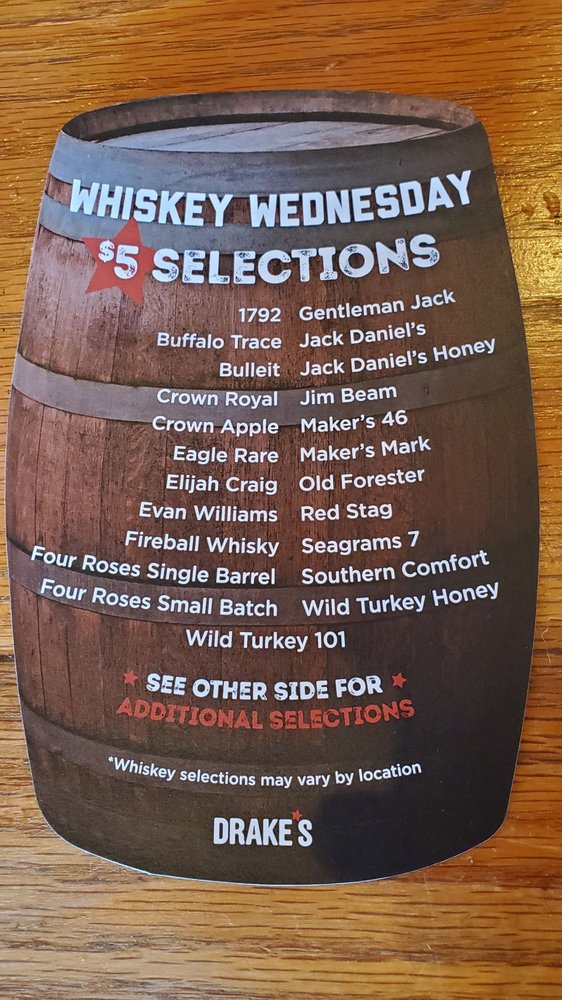 WHISKEY WEDNESDAY
$5 SELECTIONS
1792 Gentleman Jack
Buffalo Trace Jack Daniel's
Bulleit Jack Daniel's Honey
Crown Royal Jim Beam
Crown Apple Maker's 46
Eagle Rare Maker's Mark
Elijah Craig Old Forester
Evan Williams Red Stag
Fireball Whisky Seagrams 7
Four Roses Single Barrel Southern Comfort
Four Roses Small Batch Wild Turkey Honey
Wild Turkey 101
SEE OTHER SIDE FOR
ADDITIONAL SELECTIONS
*Whiskey selections may vary by location
DRAKE'S